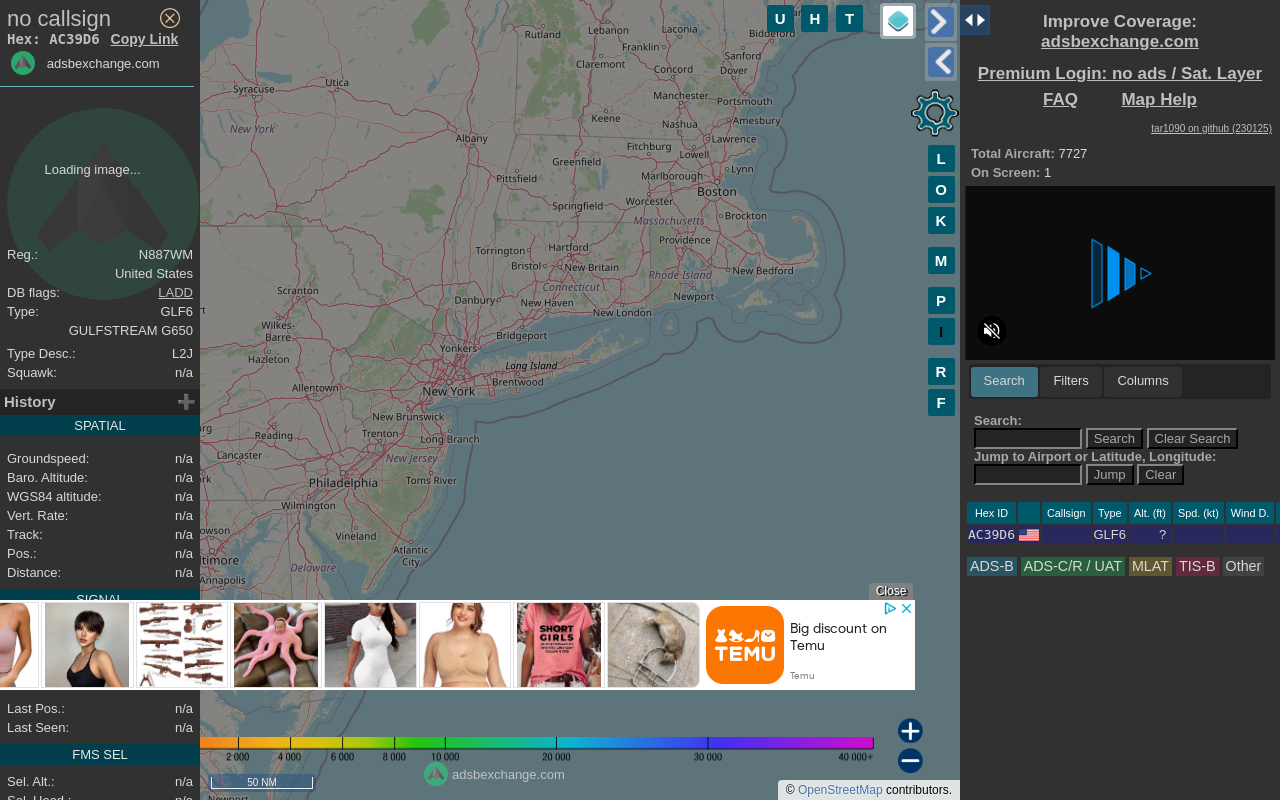 no callsign
Hex: AC39D6 Copy Link
adsbexchange.com
Loading image...
Reg.: N887WM
United States
DB flags: LADD
Type: GLF6
GULFSTREAM G650
Type Desc.: L2J
Squawk: n/a
History
SPATIAL
Groundspeed: n/a
Baro. Altitude: n/a
WGS84 altitude: n/a
Vert. Rate: n/a
Track: n/a
Pos.: n/a
Distance: n/a
SIGNAL
Last Pos.: n/a
Last Seen: n/a
FMS SEL
Sel. Alt.: n/a
Sel. Head.: n/a
U H T
L
O
K
M
P
I
R
F
Rutland
Lebanon
Laconia
Biddeford
Franklin
Sanford
Claremont
Concord
Dover
Utica
Syracuse
Manchester
Portsmouth
Keene
Nashua
Amesbury
New York
Albany
Fitchburg
Lawrence
Greenfield
Lowell
Pittsfield
Marlborough
Lynn
Boston
Springfield
Worcester
Massachusetts
Brockton
Providence
Torrington
Hartford
Bristol
New Britain
Rhode Island
New Bedford
Connecticut
Scranton
Danbury
New Haven
Newport
New London
Wilkes-
Barre
Bridgeport
Hazleton
Yonkers
Long Island
Brentwood
Allentown
New York
New Brunswick
Reading
Trenton
Long Branch
Lancaster
New Jersey
Philadelphia
Toms River
Wilmington
Vineland
Atlantic
City
Annapolis
Delaware
Close
SHORT
GIRLS
TEMU
Big discount on
Temu
Temu
2 000 4 000 6 000 8 000 10 000 20 000 30 000 40 000+
adsbexchange.com
50 NM
© OpenStreetMap contributors.
Improve Coverage:
adsbexchange.com
Premium Login: no ads / Sat. Layer
FAQ Map Help
tar1090 on github (230125)
Total Aircraft: 7727
On Screen: 1
Search Filters Columns
Search:
Search Clear Search
Jump to Airport or Latitude, Longitude:
Jump Clear
Hex ID Callsign Type Alt. (ft) Spd. (kt) Wind D.
AC39D6 GLF6 ?
ADS-B ADS-C/R / UAT MLAT TIS-B Other